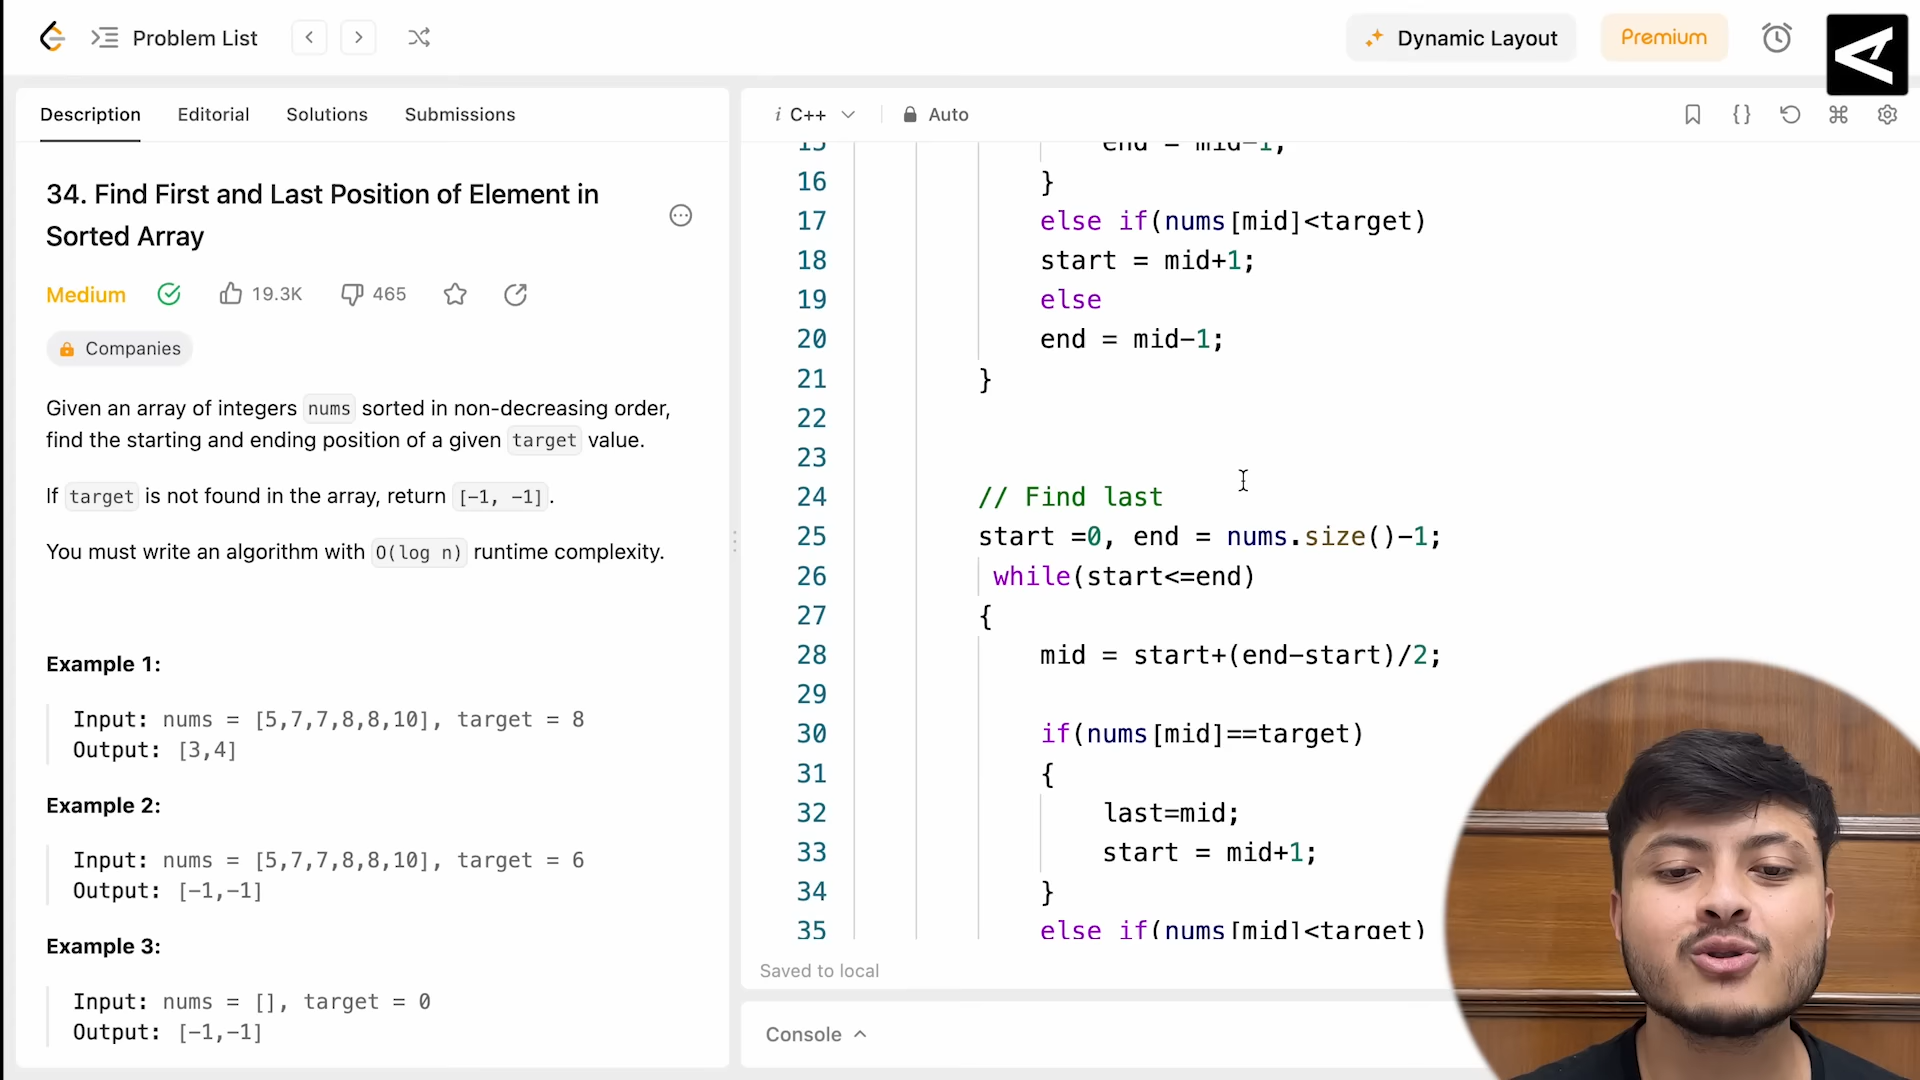 Problem List
Dynamic Layout
Premium
Description Editorial Solutions Submissions
34. Find First and Last Position of Element in
Sorted Array
Medium 19.3K 465
Companies
Given an array of integers nums sorted in non-decreasing order,
find the starting and ending position of a given target value.
If target is not found in the array, return [-1, -1].
You must write an algorithm with O(log n) runtime complexity.
Example 1:
Input: nums = [5,7,7,8,8,10], target = 8
Output: [3,4]
Example 2:
Input: nums = [5,7,7,8,8,10], target = 6
Output: [-1,-1]
Example 3:
Input: nums = [], target = 0
Output: [-1,-1]
i C++ Auto
15 end = mid-1;
16 }
17 else if(nums[mid]<target)
18 start = mid+1;
19 else
20 end = mid-1;
21 }
22
23
24 // Find last
25 start =0, end = nums.size()-1;
26 while(start<=end)
27 {
28 mid = start+(end-start)/2;
29
30 if(nums[mid]==target)
31 {
32 last=mid;
33 start = mid+1;
34 }
35 else if(nums[mid]<target)
Saved to local
Console